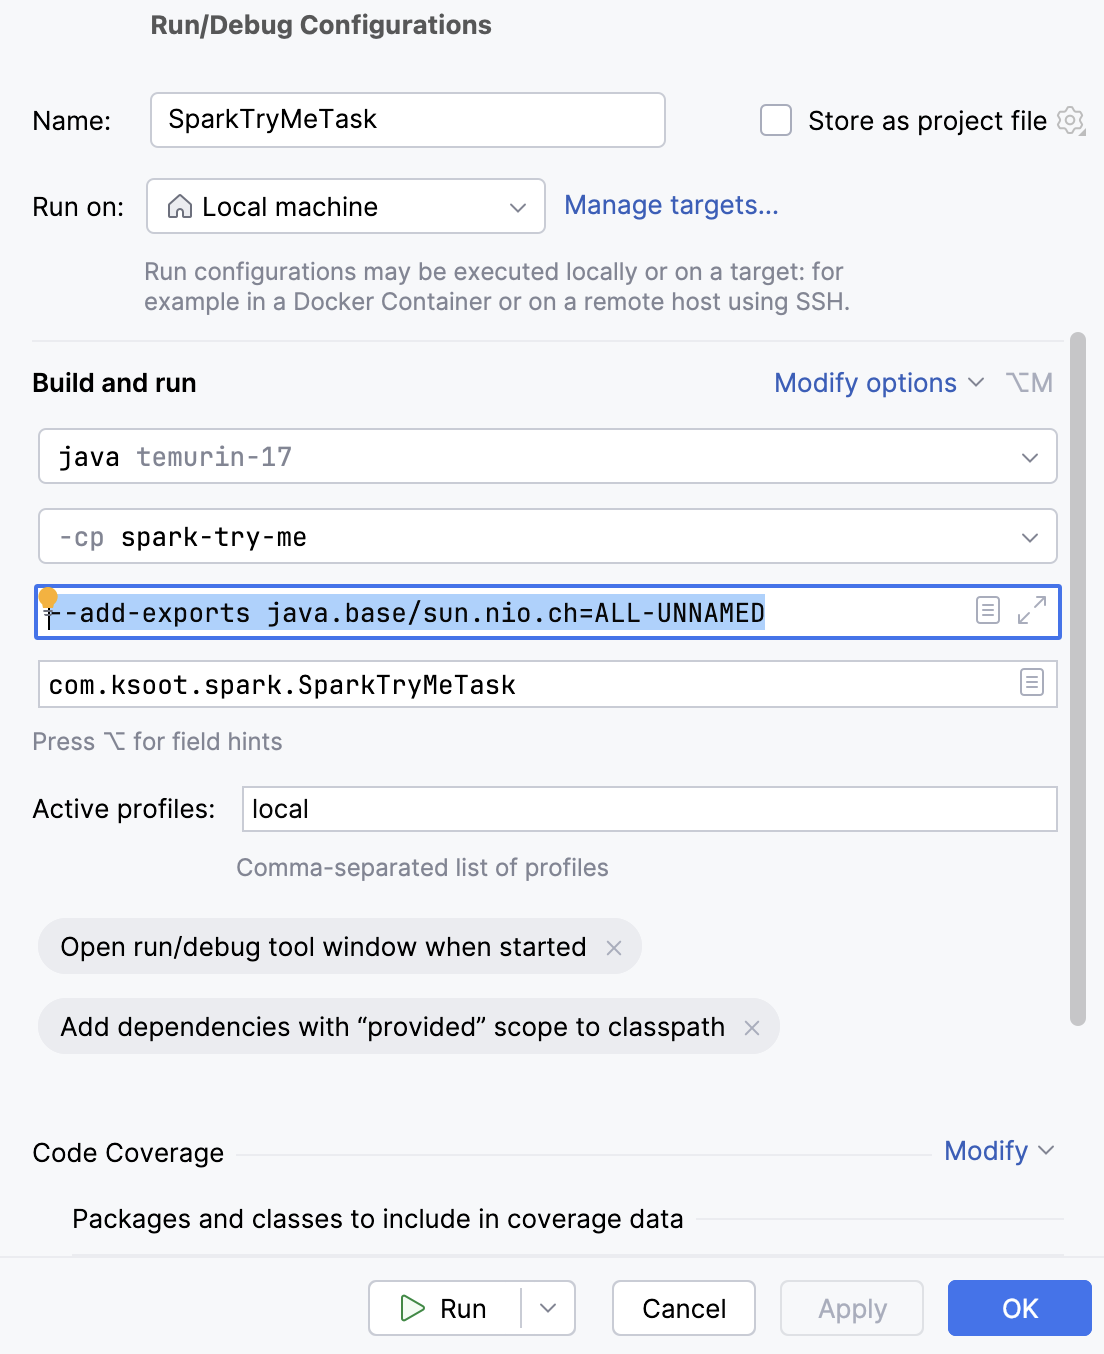 Run/Debug Configurations
Name: SparkTryMeTask Store as project file
Run on: Local machine Manage targets...
Run configurations may be executed locally or on a target: for
example in a Docker Container or on a remote host using SSH.
Build and run Modify options ⌥M
java temurin-17
-cp spark-try-me
--add-exports java.base/sun.nio.ch=ALL-UNNAMED
com.ksoot.spark.SparkTryMeTask
Press ⌥ for field hints
Active profiles: local
Comma-separated list of profiles
Open run/debug tool window when started ×
Add dependencies with “provided” scope to classpath ×
Code Coverage Modify
Packages and classes to include in coverage data
Run Cancel Apply OK